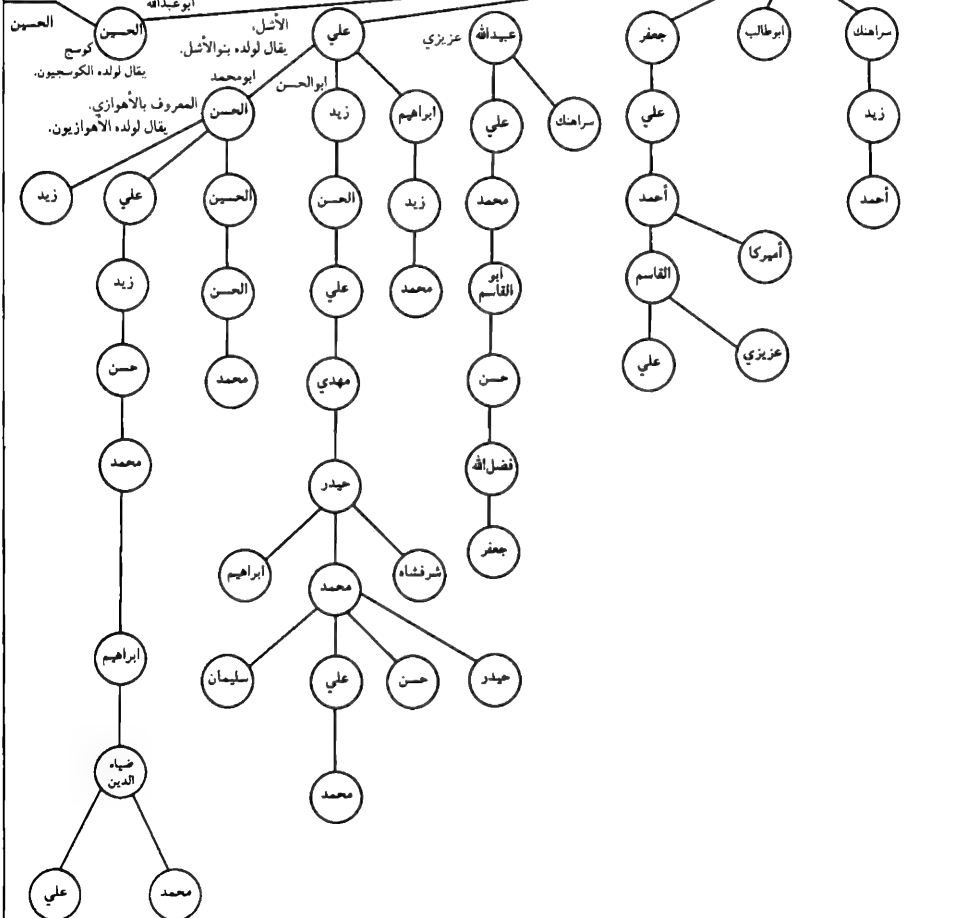 سراهنك
ابوطالب
جعفر
عبيدالله
عزيزي
علي
الأشل،
يقال لولده بنوالأشل.
ابوعبدالله
الحسين
كوسج
يقال لولده الكوسجيون.
الحسين
زيد
علي
سراهنك
علي
ابراهيم
ابوالحسن
زيد
ابومحمد
الحسن
المعروف بالأهوازي.
يقال لولده الأهوازيون.
أحمد
أحمد
محمد
زيد
الحسن
الحسين
علي
زيد
أميركا
القاسم
أبو
القاسم
محمد
علي
الحسن
زيد
عزيزي
علي
حسن
مهدي
محمد
حسن
فضل‌الله
حيدر
محمد
جعفر
شرفشاه
محمد
ابراهيم
حيدر
حسن
علي
سليمان
ابراهيم
محمد
ضياء
الدين
محمد
علي